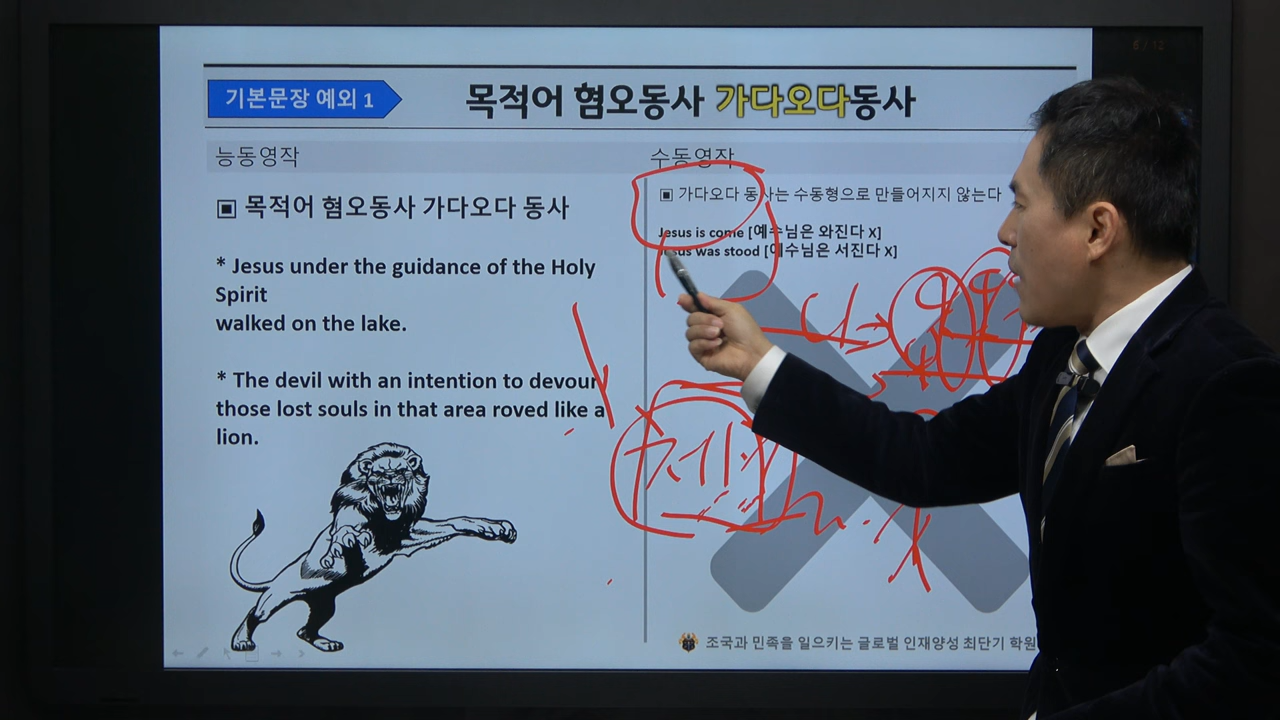 6 / 12
기본문장 예외 1
목적어 혐오동사 가다오다동사
능동영작
▣ 목적어 혐오동사 가다오다 동사
* Jesus under the guidance of the Holy
Spirit
walked on the lake.
* The devil with an intention to devour
those lost souls in that area roved like a
lion.
수동영작
▣ 가다오다 동사는 수동형으로 만들어지지 않는다
Jesus is come [예수님은 와진다 X]
Jesus was stood [예수님은 서진다 X]
조국과 민족을 일으키는 글로벌 인재양성 최단기 학원